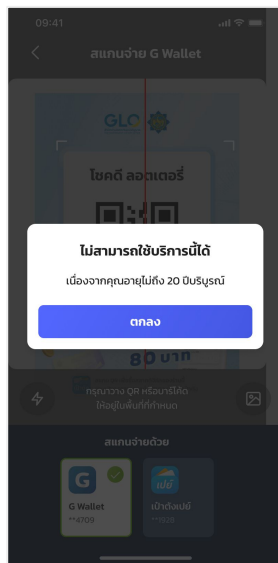 09:41
สแกนจ่าย G Wallet
GLO
โชคดี ลอตเตอรี่
ไม่สามารถใช้บริการนี้ได้
เนื่องจากคุณอายุไม่ถึง 20 ปีบริบูรณ์
ตกลง
80 บาท
กรุณาวาง QR หรือบาร์โค้ด
ให้อยู่ในพื้นที่ที่กำหนด
สแกนจ่ายด้วย
G
เป๋า
G Wallet
เป๋าตังเปย์
**4709